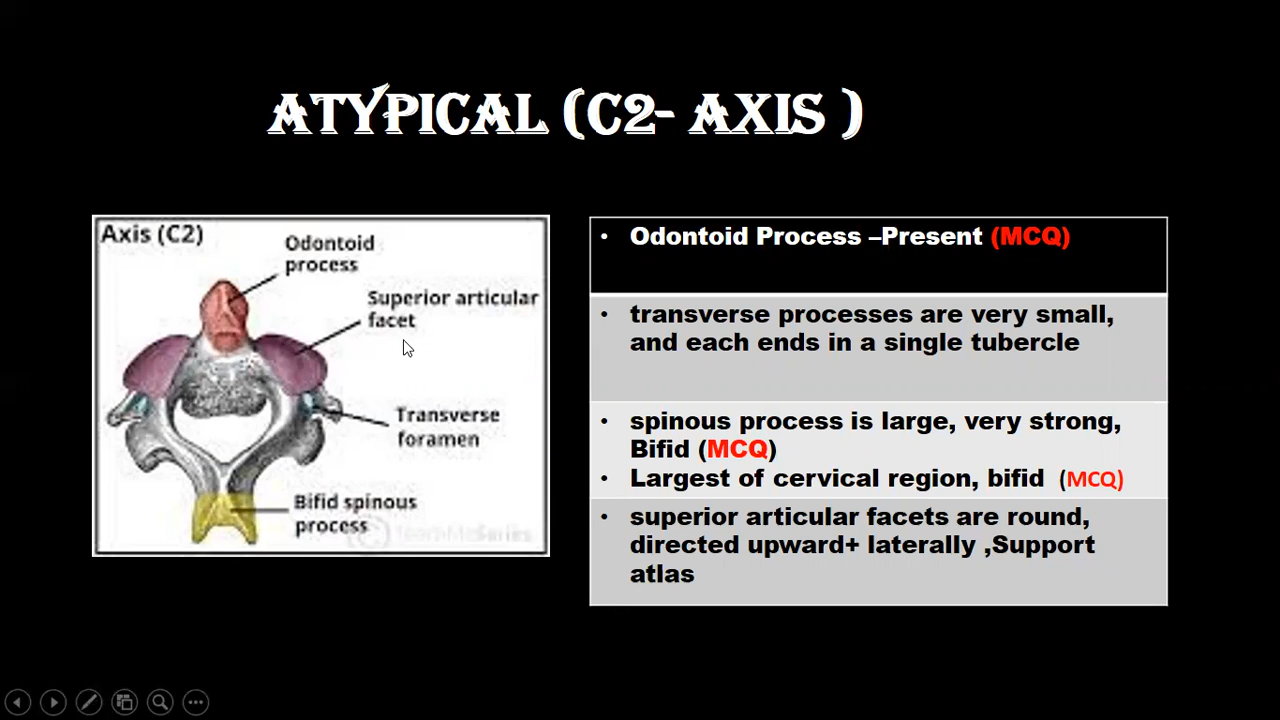 ATYPICAL (C2- AXIS )
Axis (C2)
Odontoid
process
Superior articular
facet
Transverse
foramen
Bifid spinous
process
• Odontoid Process –Present (MCQ)
• transverse processes are very small,
and each ends in a single tubercle
• spinous process is large, very strong,
Bifid (MCQ)
• Largest of cervical region, bifid (MCQ)
• superior articular facets are round,
directed upward+ laterally ,Support
atlas